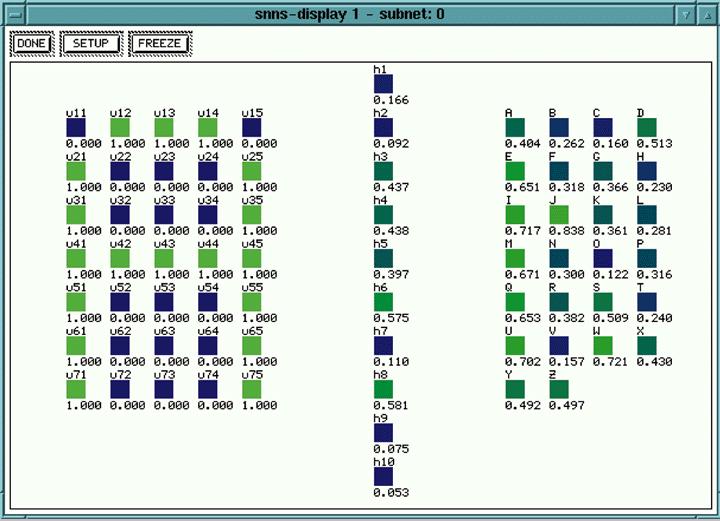 snns-display 1 - subnet: 0
DONE SETUP FREEZE
h1
0.166
u11 u12 u13 u14 u15 h2 A B C D
0.000 1.000 1.000 1.000 0.000 0.092 0.404 0.262 0.160 0.513
u21 u22 u23 u24 u25 h3 E F G H
1.000 0.000 0.000 0.000 1.000 0.437 0.651 0.318 0.366 0.230
u31 u32 u33 u34 u35 h4 I J K L
1.000 0.000 0.000 0.000 1.000 0.438 0.717 0.838 0.361 0.281
u41 u42 u43 u44 u45 h5 M N O P
1.000 1.000 1.000 1.000 1.000 0.397 0.671 0.300 0.122 0.316
u51 u52 u53 u54 u55 h6 Q R S T
1.000 0.000 0.000 0.000 1.000 0.575 0.653 0.382 0.509 0.240
u61 u62 u63 u64 u65 h7 U V W X
1.000 0.000 0.000 0.000 1.000 0.110 0.702 0.157 0.721 0.430
u71 u72 u73 u74 u75 h8 Y Z
1.000 0.000 0.000 0.000 1.000 0.581 0.492 0.497
h9
0.075
h10
0.053